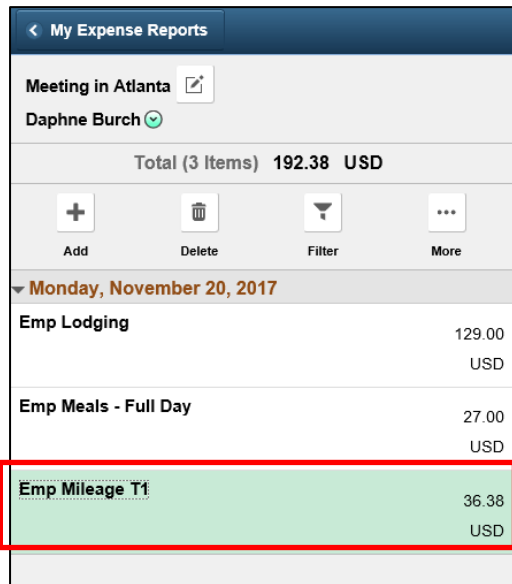 My Expense Reports
Meeting in Atlanta
Daphne Burch
Total (3 Items) 192.38 USD
Add Delete Filter More
Monday, November 20, 2017
Emp Lodging
129.00
USD
Emp Meals - Full Day
27.00
USD
Emp Mileage T1
36.38
USD